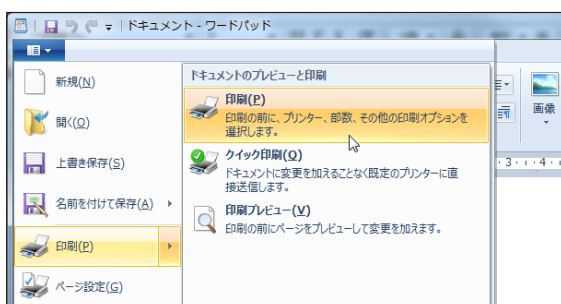 ドキュメント - ワードパッド
新規(N)
開く(O)
上書き保存(S)
名前を付けて保存(A)
印刷(P)
ページ設定(G)
ドキュメントのプレビューと印刷
印刷(P)
印刷の前に、プリンター、部数、その他の印刷オプションを
選択します。
クイック印刷(Q)
ドキュメントに変更を加えることなく既定のプリンターに直
接送信します。
印刷プレビュー(V)
印刷の前にページをプレビューして変更を加えます。
画像
3 · 4